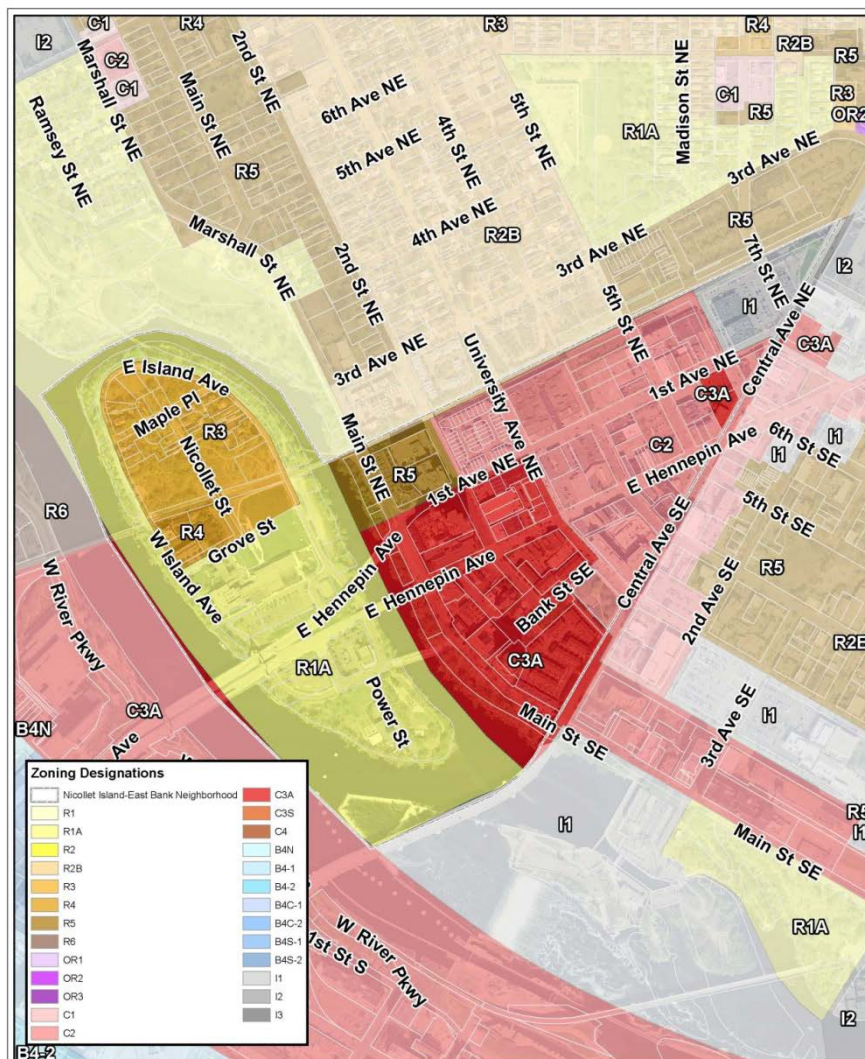 C1
R4
R3
R4
I2
R2B
C2
C1
R5
2nd St NE
Marshall St NE
Main St NE
6th Ave NE
5th St NE
Madison St NE
C1
R5
R3
OR2
Ramsey St NE
R5
5th Ave NE
4th St NE
R1A
3rd Ave NE
4th Ave NE
R2B
R5
Marshall St NE
2nd St NE
3rd Ave NE
7th St NE
I2
I1
5th St NE
Central Ave NE
E Island Ave
3rd Ave NE
University Ave NE
1st Ave NE
C3A
C3A
Maple Pl
R3
Main St NE
C2
E Hennepin Ave
I1
6th St SE
I1
Nicollet St
R5
1st Ave NE
5th St SE
R6
R4
Grove St
W Island Ave
E Hennepin Ave
E Hennepin Ave
Bank St SE
Central Ave SE
2nd Ave SE
R5
W River Pkwy
R1A
C3A
R2B
Power St
C3A
Main St SE
3rd Ave SE
I1
B4N
Ave
I1
R5
I1
Main St SE
R1A
W River Pkwy
1st St S
I2
B4-2
Zoning Designations
Nicollet Island-East Bank Neighborhood
R1
R1A
R2
R2B
R3
R4
R5
R6
OR1
OR2
OR3
C1
C2
C3A
C3S
C4
B4N
B4-1
B4-2
B4C-1
B4C-2
B4S-1
B4S-2
I1
I2
I3